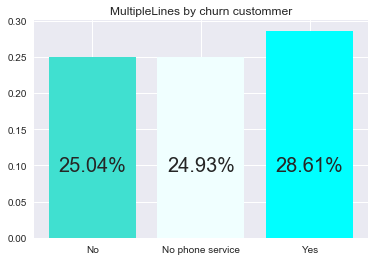 MultipleLines by churn custommer
0.30
0.25
0.20
0.15
0.10
0.05
0.00
25.04%
24.93%
28.61%
No
No phone service
Yes